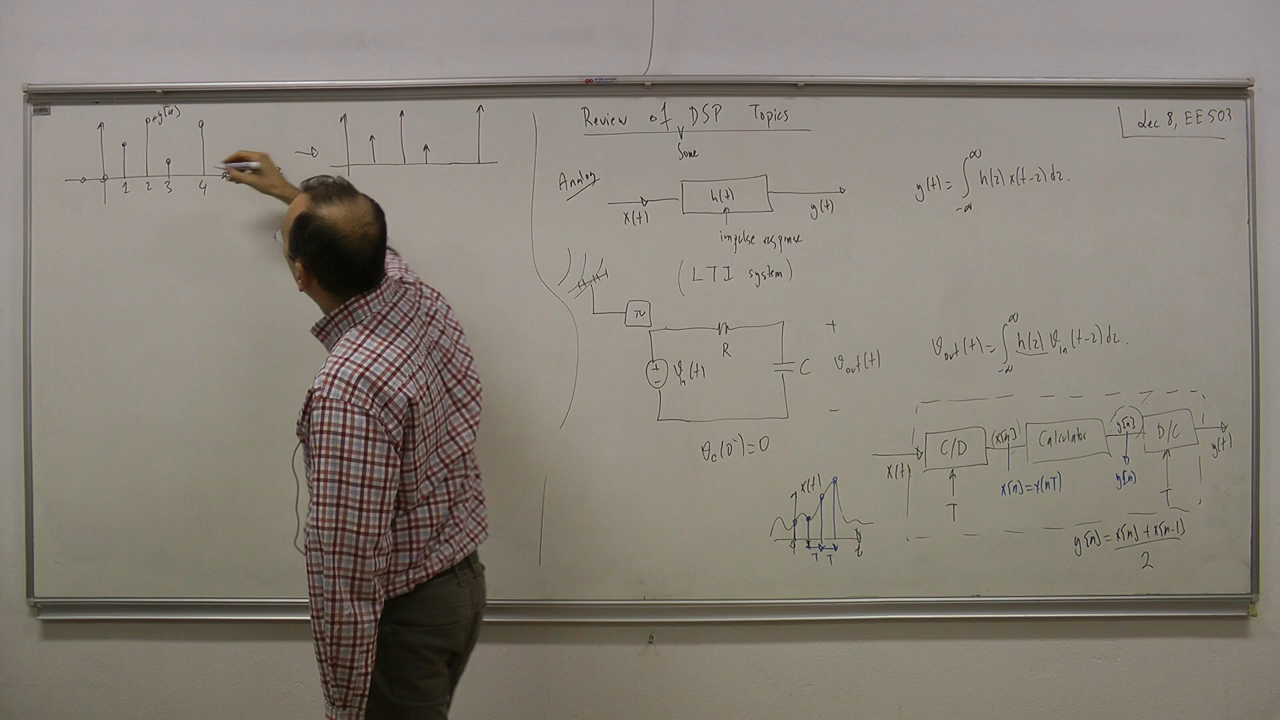 y[n]
1 2 3 4
Review of DSP Topics
Some
Lec 8, EE503
Analog
h(t)
x(t)
y(t)
impulse response
(LTI system)
y(t) = ∫_{-∞}^{∞} h(τ) x(t-τ) dτ.
R
C
+
-
V_in(t)
+
V_out(t)
-
V_c(0⁻) = 0
V_out(t) = ∫_{-∞}^{∞} h(τ) V_in(t-τ) dτ.
x(t)
C/D
T
x[n]
x[n] = x(nT)
Calculator
y[n]
y[n]
D/C
T
y(t)
y[n] = (x[n] + x[n-1]) / 2
x(t)
T T
t